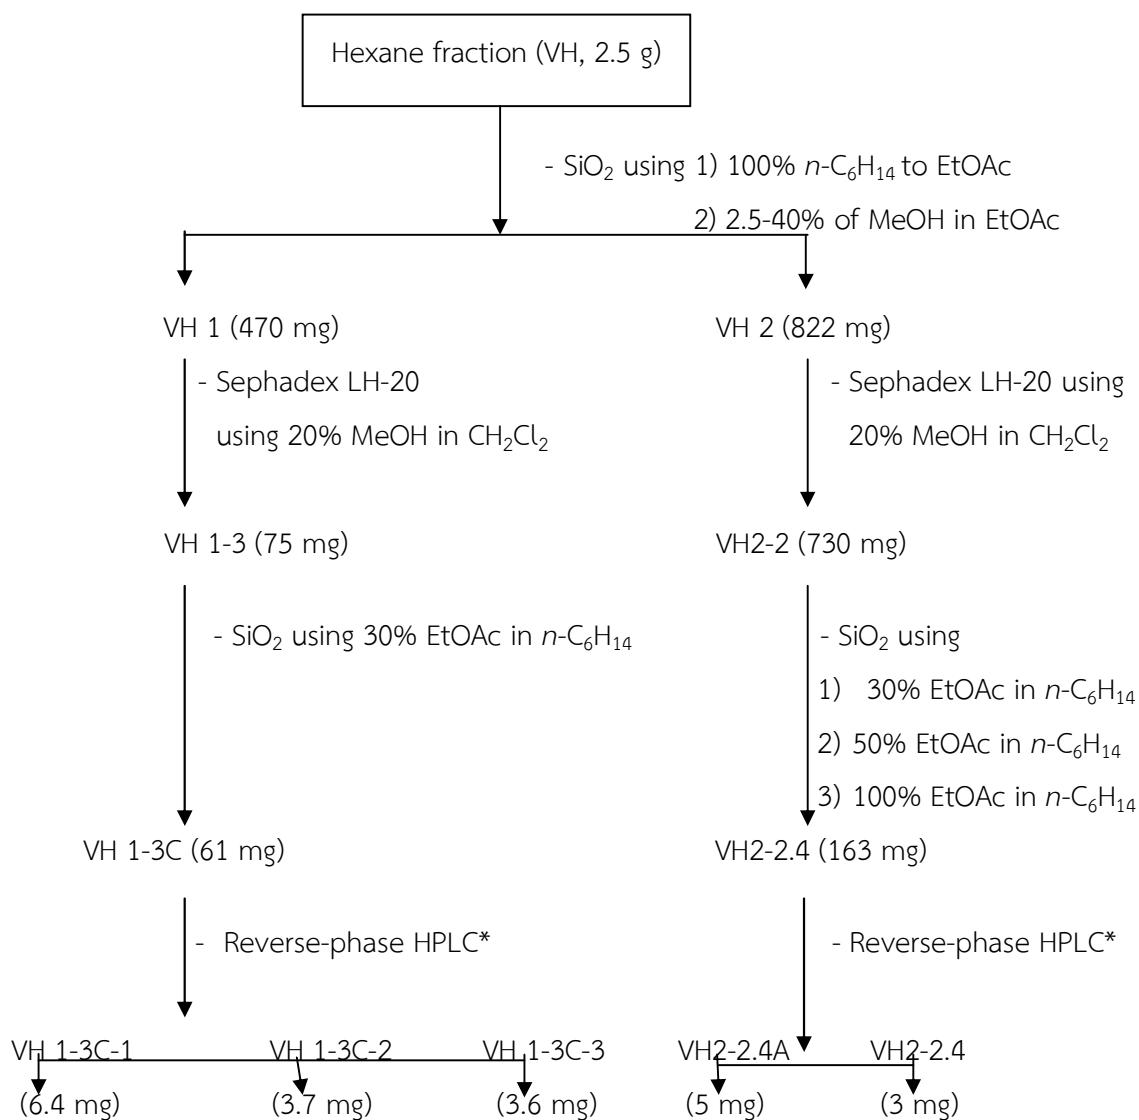 Hexane fraction (VH, 2.5 g)
- SiO₂ using 1) 100% n-C₆H₁₄ to EtOAc
2) 2.5-40% of MeOH in EtOAc
VH 1 (470 mg)
VH 2 (822 mg)
- Sephadex LH-20
using 20% MeOH in CH₂Cl₂
- Sephadex LH-20 using
20% MeOH in CH₂Cl₂
VH 1-3 (75 mg)
VH2-2 (730 mg)
- SiO₂ using 30% EtOAc in n-C₆H₁₄
- SiO₂ using
1) 30% EtOAc in n-C₆H₁₄
2) 50% EtOAc in n-C₆H₁₄
3) 100% EtOAc in n-C₆H₁₄
VH 1-3C (61 mg)
VH2-2.4 (163 mg)
- Reverse-phase HPLC*
- Reverse-phase HPLC*
VH 1-3C-1
VH 1-3C-2
VH 1-3C-3
VH2-2.4A
VH2-2.4
(6.4 mg)
(3.7 mg)
(3.6 mg)
(5 mg)
(3 mg)